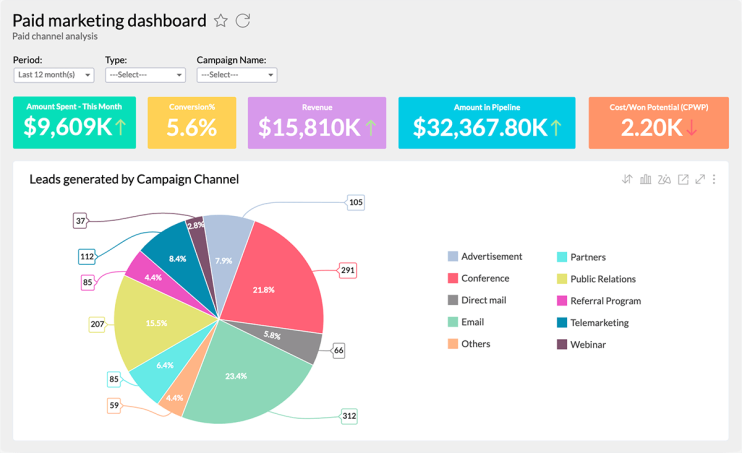 Paid marketing dashboard
Paid channel analysis
Period: Type: Campaign Name:
Last 12 month(s) ---Select--- ---Select---
Amount Spent - This Month
$9,609K
Conversion%
5.6%
Revenue
$15,810K
Amount in Pipeline
$32,367.80K
Cost/Won Potential (CPWP)
2.20K
Leads generated by Campaign Channel
105
37
2.8%
7.9%
112
8.4%
291
85
4.4%
21.8%
207
15.5%
5.8%
66
6.4%
85
23.4%
4.4%
59
312
Advertisement
Conference
Direct mail
Email
Others
Partners
Public Relations
Referral Program
Telemarketing
Webinar